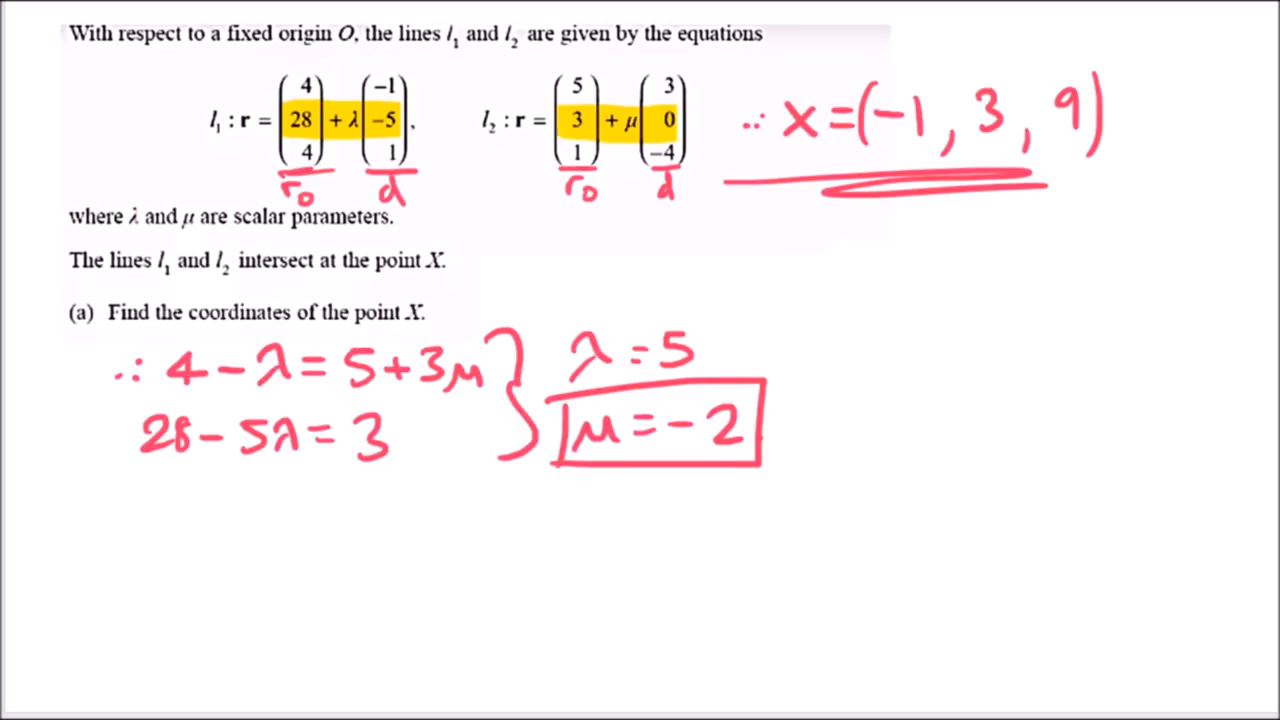 With respect to a fixed origin O, the lines l₁ and l₂ are given by the equations
l₁ : r = (4 28 4) + λ (−1 −5 1), l₂ : r = (5 3 1) + μ (3 0 −4)
∴ x = (-1, 3, 9)
r₀ d r₀ d
where λ and μ are scalar parameters.
The lines l₁ and l₂ intersect at the point X.
(a) Find the coordinates of the point X.
∴ 4 - λ = 5 + 3μ } λ = 5
28 - 5λ = 3 μ = -2